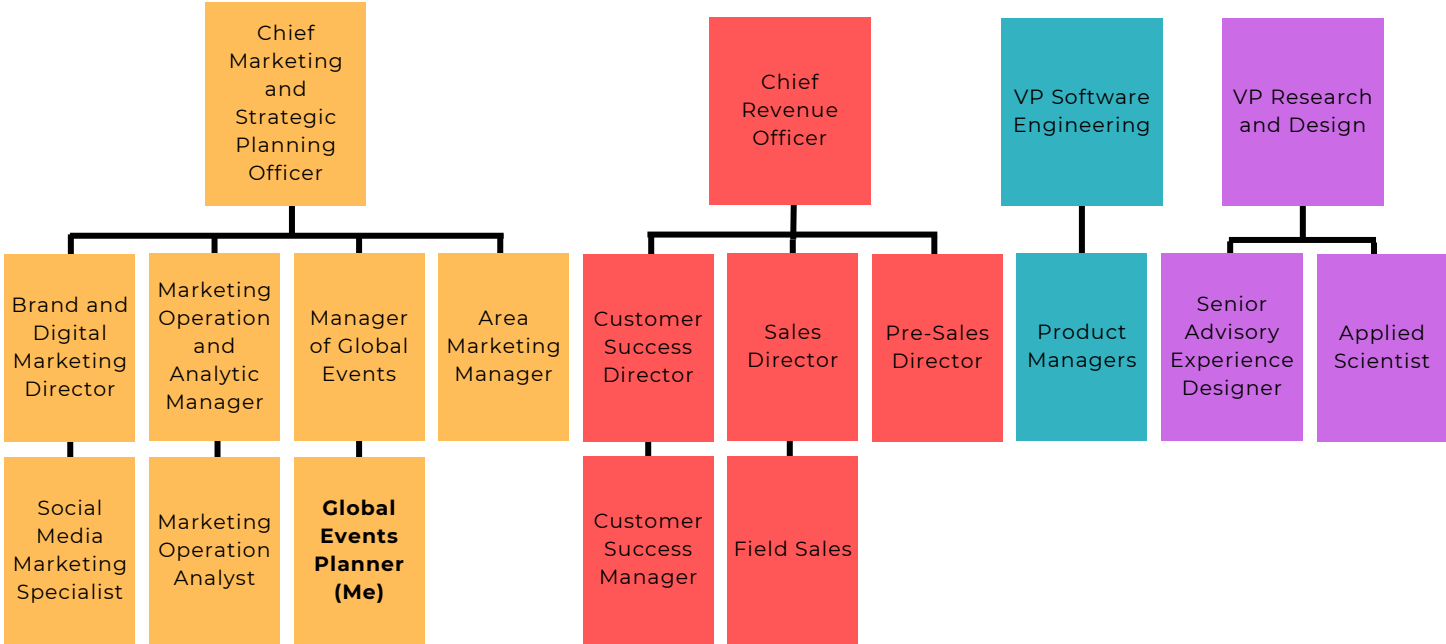 Chief
Marketing
and
Strategic
Planning
Officer
Chief
Revenue
Officer
VP Software
Engineering
VP Research
and Design
Brand and
Digital
Marketing
Director
Marketing
Operation
and
Analytic
Manager
Manager
of Global
Events
Area
Marketing
Manager
Customer
Success
Director
Sales
Director
Pre-Sales
Director
Product
Managers
Senior
Advisory
Experience
Designer
Applied
Scientist
Social
Media
Marketing
Specialist
Marketing
Operation
Analyst
Global
Events
Planner
(Me)
Customer
Success
Manager
Field Sales